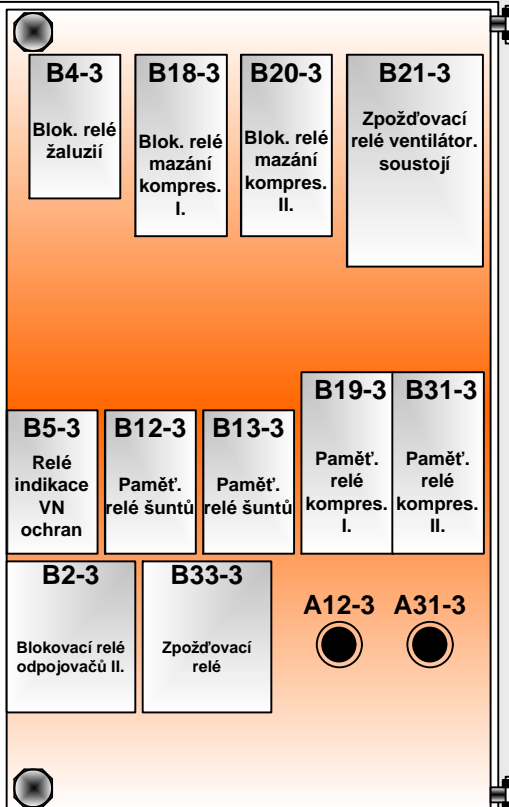 B4-3
Blok. relé
žaluzií
B18-3
Blok. relé
mazání
kompres.
I.
B20-3
Blok. relé
mazání
kompres.
II.
B21-3
Zpožďovací
relé ventilátor.
soustojí
B5-3
Relé
indikace
VN
ochran
B12-3
Paměť.
relé šuntů
B13-3
Paměť.
relé šuntů
B19-3
Paměť.
relé
kompres.
I.
B31-3
Paměť.
relé
kompres.
II.
B2-3
Blokovací relé
odpojovačů II.
B33-3
Zpožďovací
relé
A12-3
A31-3